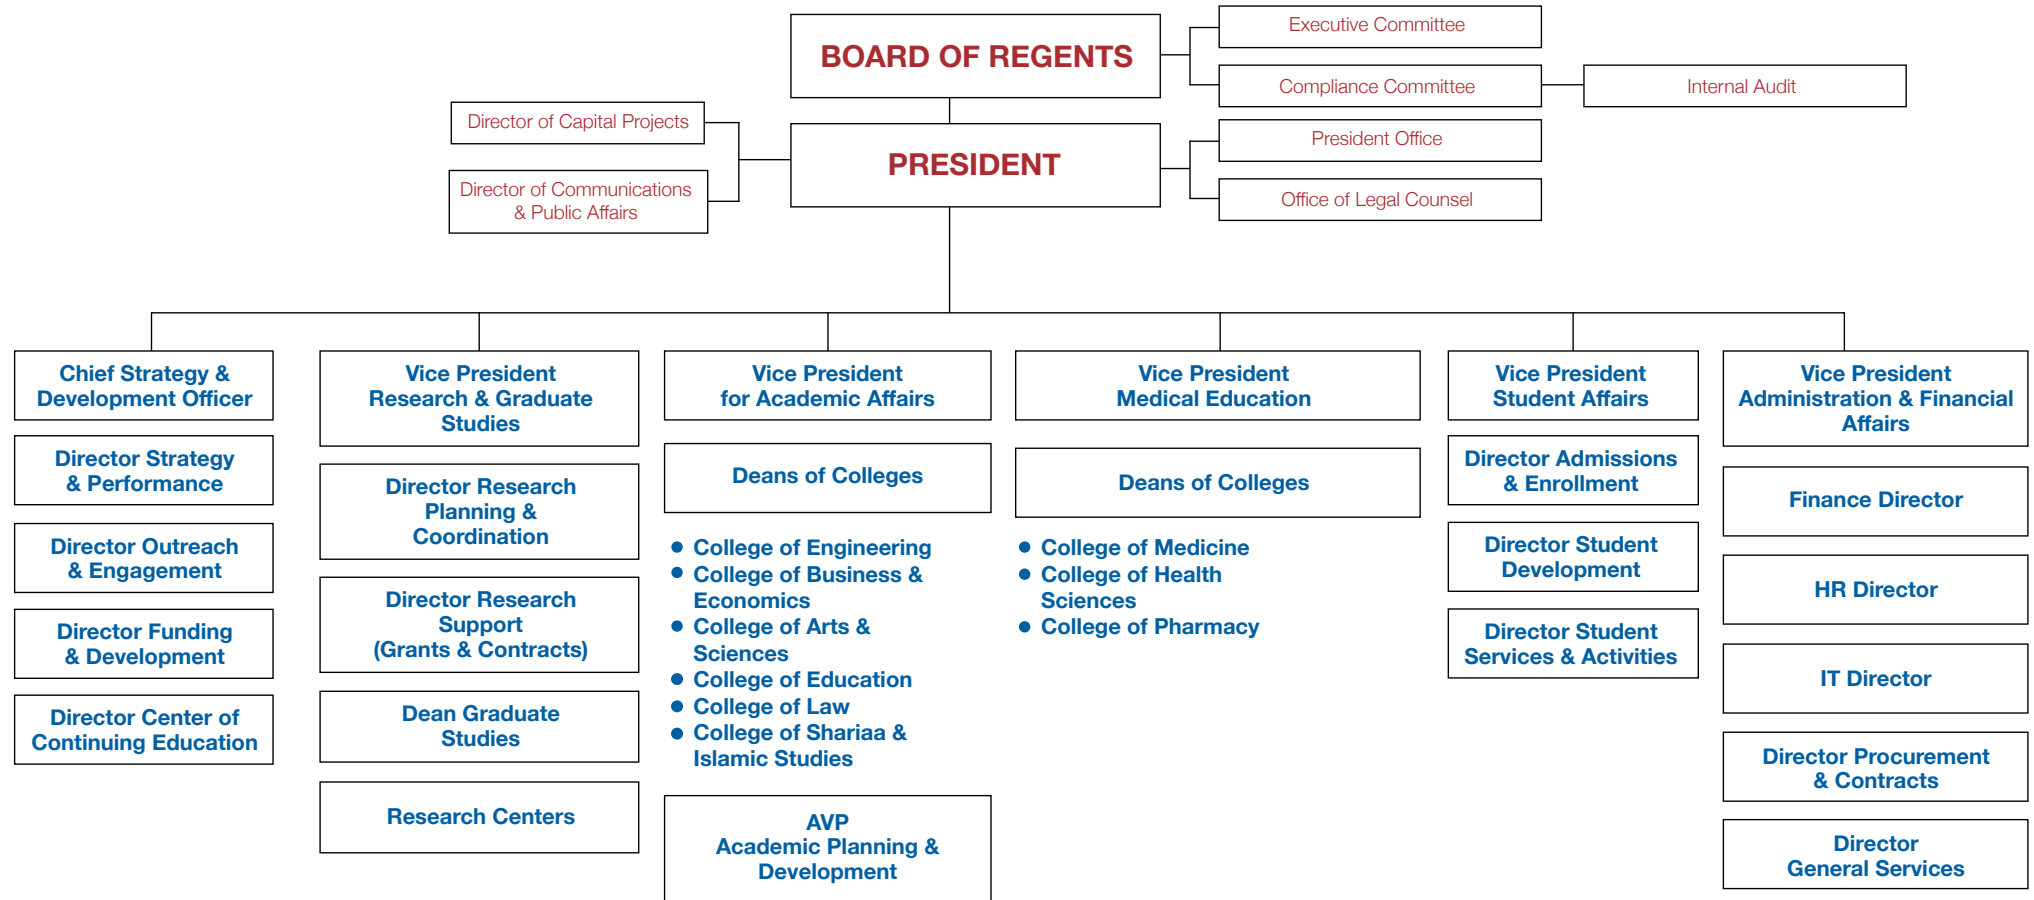 BOARD OF REGENTS
Executive Committee
Compliance Committee
Internal Audit
Director of Capital Projects
Director of Communications
& Public Affairs
PRESIDENT
President Office
Office of Legal Counsel
Chief Strategy &
Development Officer
Director Strategy
& Performance
Director Outreach
& Engagement
Director Funding
& Development
Director Center of
Continuing Education
Vice President
Research & Graduate
Studies
Director Research
Planning &
Coordination
Director Research
Support
(Grants & Contracts)
Dean Graduate
Studies
Research Centers
Vice President
for Academic Affairs
Deans of Colleges
College of Engineering
College of Business &
Economics
College of Arts &
Sciences
College of Education
College of Law
College of Shariaa &
Islamic Studies
AVP
Academic Planning &
Development
Vice President
Medical Education
Deans of Colleges
College of Medicine
College of Health
Sciences
College of Pharmacy
Vice President
Student Affairs
Director Admissions
& Enrollment
Director Student
Development
Director Student
Services & Activities
Vice President
Administration & Financial
Affairs
Finance Director
HR Director
IT Director
Director Procurement
& Contracts
Director
General Services